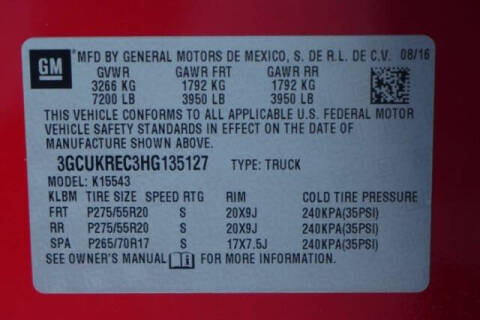 GM
MFD BY GENERAL MOTORS DE MEXICO, S. DE R.L. DE C.V. 08/16
GVWR GAWR FRT GAWR RR
3266 KG 1792 KG 1792 KG
7200 LB 3950 LB 3950 LB
THIS VEHICLE CONFORMS TO ALL APPLICABLE U.S. FEDERAL MOTOR
VEHICLE SAFETY STANDARDS IN EFFECT ON THE DATE OF
MANUFACTURE SHOWN ABOVE.
3GCUKREC3HG135127 TYPE: TRUCK
MODEL: K15543
KLBM TIRE SIZE SPEED RTG RIM COLD TIRE PRESSURE
FRT P275/55R20 S 20X9J 240KPA(35PSI)
RR P275/55R20 S 20X9J 240KPA(35PSI)
SPA P265/70R17 S 17X7.5J 240KPA(35PSI)
SEE OWNER'S MANUAL FOR MORE INFORMATION.